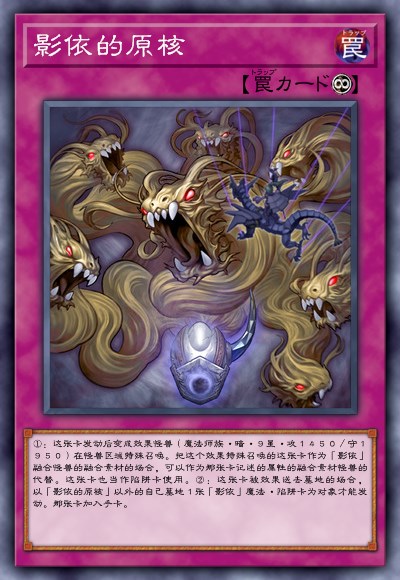 影依的原核
罠
トラップ
【罠カード】
トラップ
①：这张卡发动后变成效果怪兽（魔法师族·暗·9星·攻1450／守1
950）在怪兽区域特殊召唤。把这个效果特殊召唤的这张卡作为「影依」
融合怪兽的融合素材的场合，可以作为那张卡记述的属性的融合素材怪兽的
代替。这张卡也当作陷阱卡使用。②：这张卡被效果送去墓地的场合，
以「影依的原核」以外的自己墓地1张「影依」魔法·陷阱卡为对象才能发
动。那张卡加入手卡。